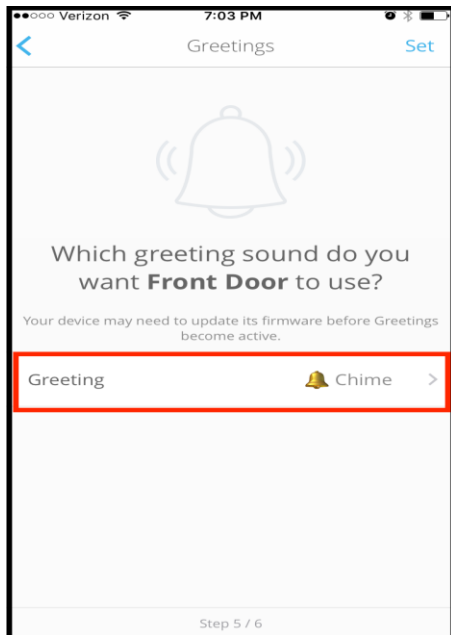 Verizon 7:03 PM
Greetings Set
Which greeting sound do you
want Front Door to use?
Your device may need to update its firmware before Greetings
become active.
Greeting Chime
Step 5 / 6